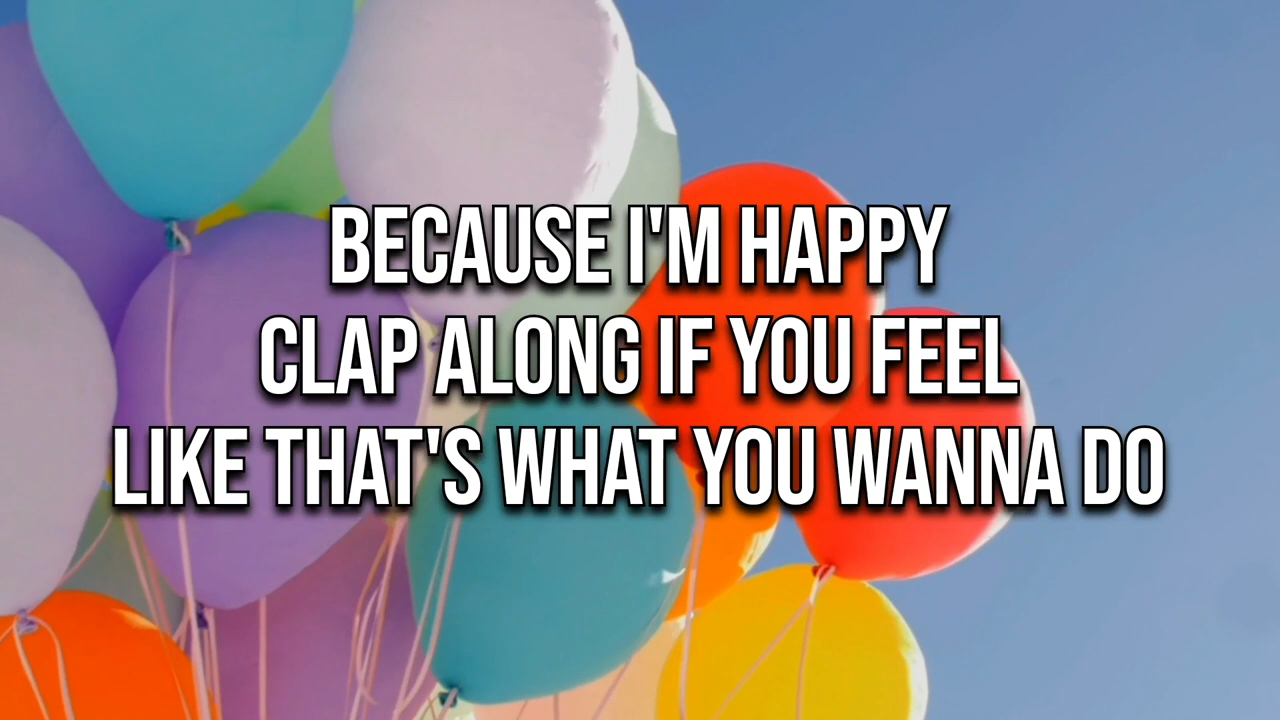 BECAUSE I'M HAPPY
CLAP ALONG IF YOU FEEL
LIKE THAT'S WHAT YOU WANNA DO